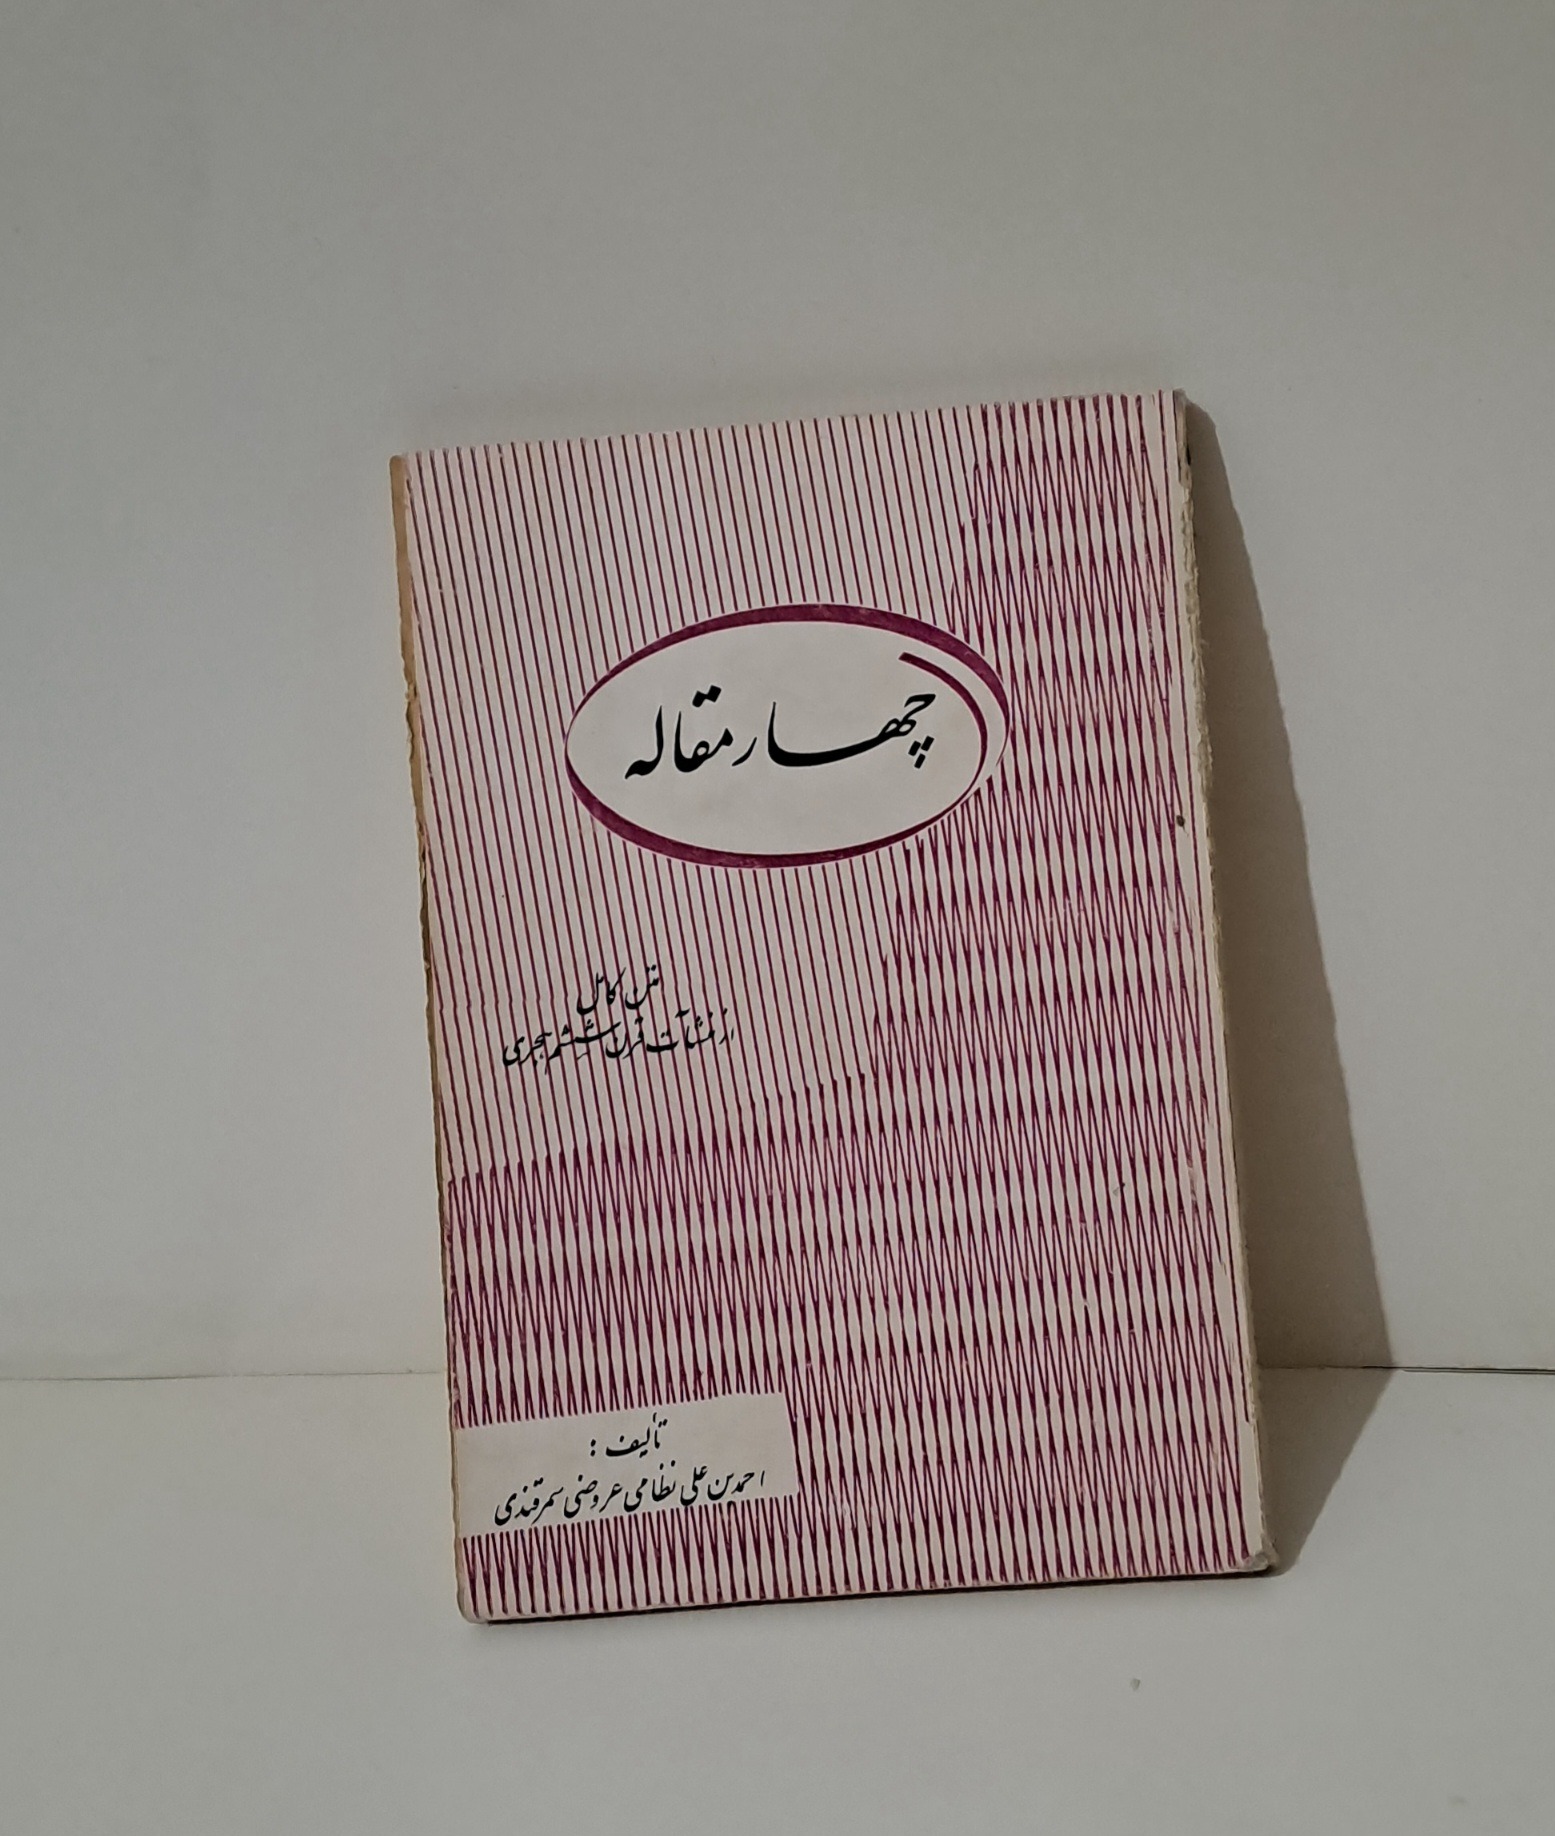 چهار مقاله
متن کامل
از منشآت قرن ششم هجری
تألیف :
احمد بن علی نظامی عروضی سمرقندی